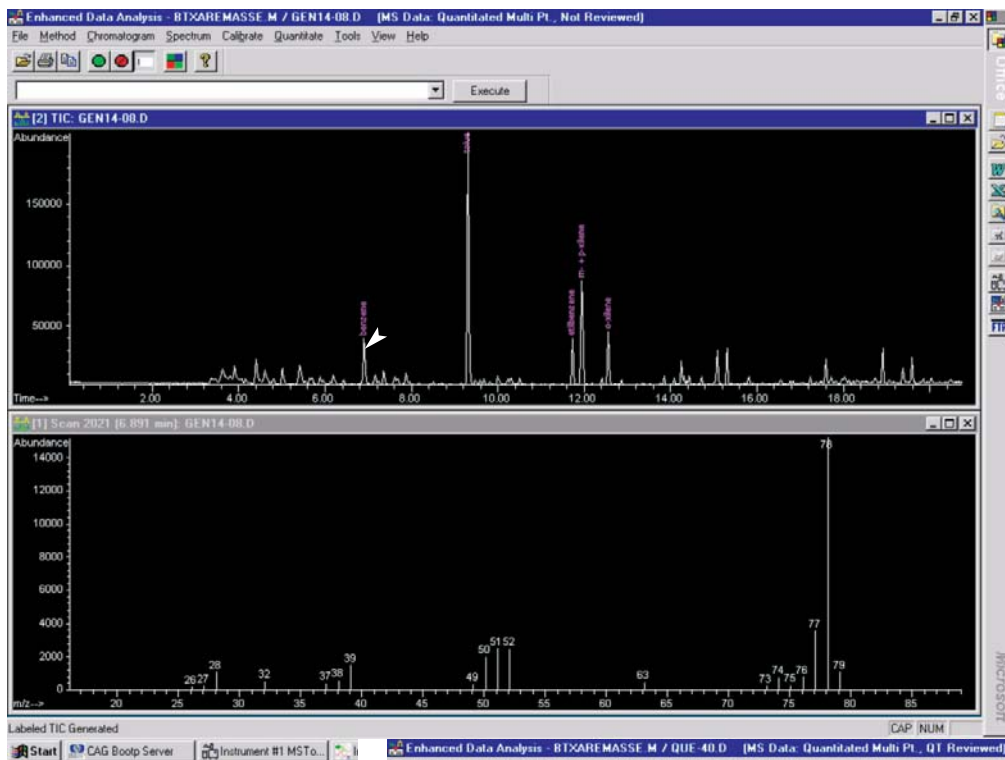 Enhanced Data Analysis - BTXAREMASSE.M / GEN14-08.D [MS Data: Quantitated Multi Pt., Not Reviewed]
File Method Chromatogram Spectrum Calibrate Quantitate Tools View Help
Execute
[2] TIC: GEN14-08.D
Abundance
150000
100000
50000
benzene
etilbenzene
m- + p-xilene
o-xilene
Time-->
2.00 4.00 6.00 8.00 10.00 12.00 14.00 16.00 18.00
[1] Scan 2021 (6.891 min): GEN14-08.D
Abundance
14000
12000
10000
8000
6000
4000
2000
0
26 27 28 32 37 38 39 49 50 51 52 63 73 74 75 76 77 78 79
m/z-->
20 25 30 35 40 45 50 55 60 65 70 75 80 85
Labeled TIC Generated
CAP NUM
Office
Microsoft
FTP
Start
CAG Bootp Server
Instrument #1 MSTo...
Enhanced Data Analysis - BTXAREMASSE.M / QUE-40.D [MS Data: Quantitated Multi Pt., QT Reviewed]